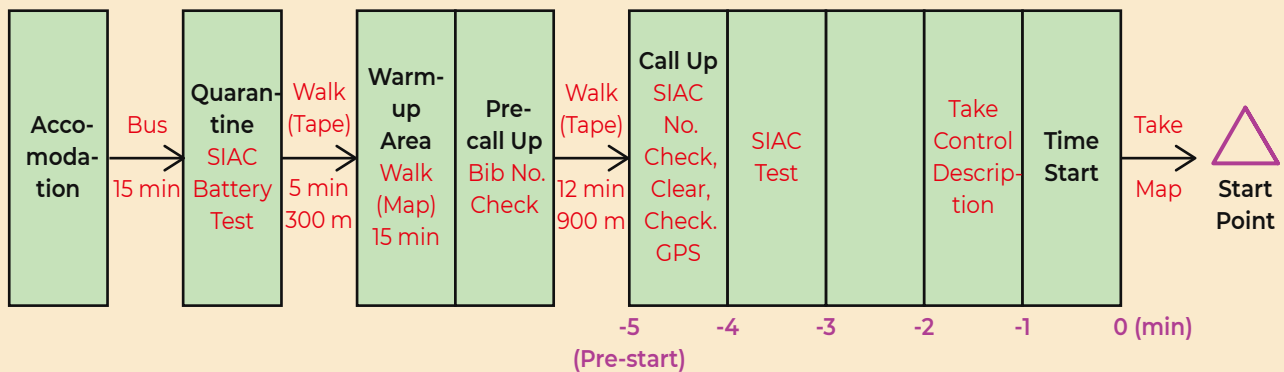 Acco-
moda-
tion
Bus
15 min
Quaran-
tine
SIAC
Battery
Test
Walk
(Tape)
5 min
300 m
Warm-
up
Area
Walk
(Map)
15 min
Pre-
call Up
Bib No.
Check
Walk
(Tape)
12 min
900 m
Call Up
SIAC
No.
Check,
Clear,
Check.
GPS
SIAC
Test
Take
Control
Descrip-
tion
Time
Start
Take
Map
Start
Point
-5
(Pre-start)
-4
-3
-2
-1
0 (min)